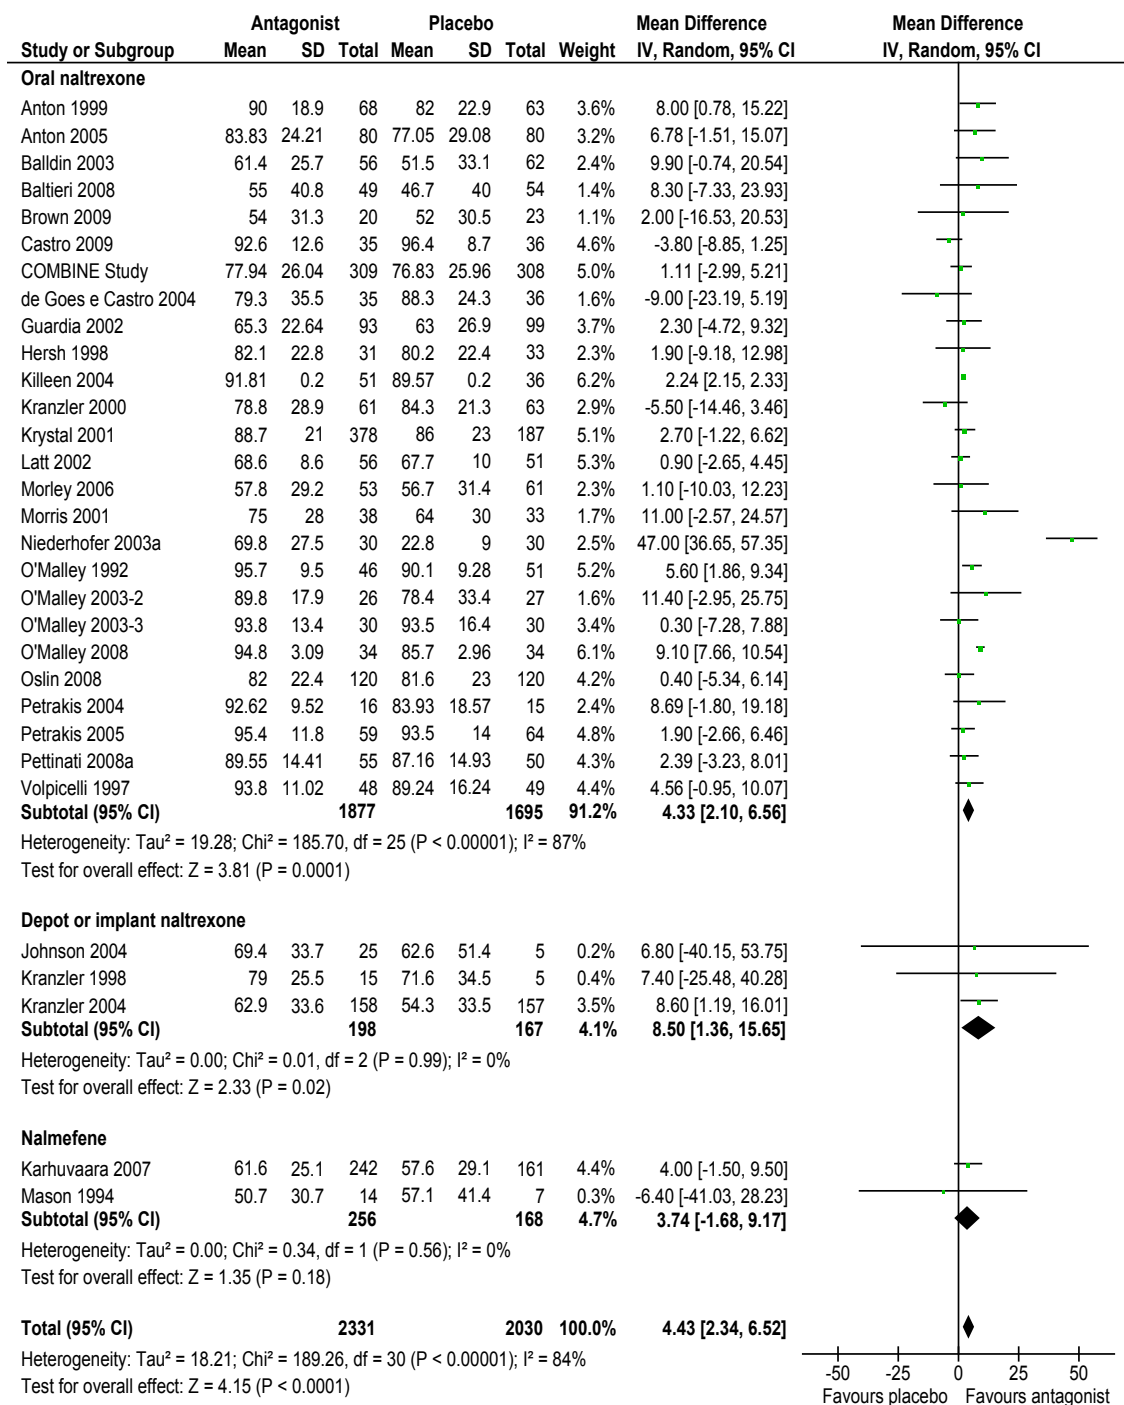 Antagonist Placebo Mean Difference Mean Difference
Study or Subgroup Mean SD Total Mean SD Total Weight IV, Random, 95% CI IV, Random, 95% CI
Oral naltrexone
Anton 1999 90 18.9 68 82 22.9 63 3.6% 8.00 [0.78, 15.22]
Anton 2005 83.83 24.21 80 77.05 29.08 80 3.2% 6.78 [-1.51, 15.07]
Balldin 2003 61.4 25.7 56 51.5 33.1 62 2.4% 9.90 [-0.74, 20.54]
Baltieri 2008 55 40.8 49 46.7 40 54 1.4% 8.30 [-7.33, 23.93]
Brown 2009 54 31.3 20 52 30.5 23 1.1% 2.00 [-16.53, 20.53]
Castro 2009 92.6 12.6 35 96.4 8.7 36 4.6% -3.80 [-8.85, 1.25]
COMBINE Study 77.94 26.04 309 76.83 25.96 308 5.0% 1.11 [-2.99, 5.21]
de Goes e Castro 2004 79.3 35.5 35 88.3 24.3 36 1.6% -9.00 [-23.19, 5.19]
Guardia 2002 65.3 22.64 93 63 26.9 99 3.7% 2.30 [-4.72, 9.32]
Hersh 1998 82.1 22.8 31 80.2 22.4 33 2.3% 1.90 [-9.18, 12.98]
Killeen 2004 91.81 0.2 51 89.57 0.2 36 6.2% 2.24 [2.15, 2.33]
Kranzler 2000 78.8 28.9 61 84.3 21.3 63 2.9% -5.50 [-14.46, 3.46]
Krystal 2001 88.7 21 378 86 23 187 5.1% 2.70 [-1.22, 6.62]
Latt 2002 68.6 8.6 56 67.7 10 51 5.3% 0.90 [-2.65, 4.45]
Morley 2006 57.8 29.2 53 56.7 31.4 61 2.3% 1.10 [-10.03, 12.23]
Morris 2001 75 28 38 64 30 33 1.7% 11.00 [-2.57, 24.57]
Niederhofer 2003a 69.8 27.5 30 22.8 9 30 2.5% 47.00 [36.65, 57.35]
O'Malley 1992 95.7 9.5 46 90.1 9.28 51 5.2% 5.60 [1.86, 9.34]
O'Malley 2003-2 89.8 17.9 26 78.4 33.4 27 1.6% 11.40 [-2.95, 25.75]
O'Malley 2003-3 93.8 13.4 30 93.5 16.4 30 3.4% 0.30 [-7.28, 7.88]
O'Malley 2008 94.8 3.09 34 85.7 2.96 34 6.1% 9.10 [7.66, 10.54]
Oslin 2008 82 22.4 120 81.6 23 120 4.2% 0.40 [-5.34, 6.14]
Petrakis 2004 92.62 9.52 16 83.93 18.57 15 2.4% 8.69 [-1.80, 19.18]
Petrakis 2005 95.4 11.8 59 93.5 14 64 4.8% 1.90 [-2.66, 6.46]
Pettinati 2008a 89.55 14.41 55 87.16 14.93 50 4.3% 2.39 [-3.23, 8.01]
Volpicelli 1997 93.8 11.02 48 89.24 16.24 49 4.4% 4.56 [-0.95, 10.07]
Subtotal (95% CI) 1877 1695 91.2% 4.33 [2.10, 6.56]
Heterogeneity: Tau² = 19.28; Chi² = 185.70, df = 25 (P < 0.00001); I² = 87%
Test for overall effect: Z = 3.81 (P = 0.0001)
Depot or implant naltrexone
Johnson 2004 69.4 33.7 25 62.6 51.4 5 0.2% 6.80 [-40.15, 53.75]
Kranzler 1998 79 25.5 15 71.6 34.5 5 0.4% 7.40 [-25.48, 40.28]
Kranzler 2004 62.9 33.6 158 54.3 33.5 157 3.5% 8.60 [1.19, 16.01]
Subtotal (95% CI) 198 167 4.1% 8.50 [1.36, 15.65]
Heterogeneity: Tau² = 0.00; Chi² = 0.01, df = 2 (P = 0.99); I² = 0%
Test for overall effect: Z = 2.33 (P = 0.02)
Nalmefene
Karhuvaara 2007 61.6 25.1 242 57.6 29.1 161 4.4% 4.00 [-1.50, 9.50]
Mason 1994 50.7 30.7 14 57.1 41.4 7 0.3% -6.40 [-41.03, 28.23]
Subtotal (95% CI) 256 168 4.7% 3.74 [-1.68, 9.17]
Heterogeneity: Tau² = 0.00; Chi² = 0.34, df = 1 (P = 0.56); I² = 0%
Test for overall effect: Z = 1.35 (P = 0.18)
Total (95% CI) 2331 2030 100.0% 4.43 [2.34, 6.52]
Heterogeneity: Tau² = 18.21; Chi² = 189.26, df = 30 (P < 0.00001); I² = 84%
Test for overall effect: Z = 4.15 (P < 0.0001)
-50 -25 0 25 50
Favours placebo Favours antagonist